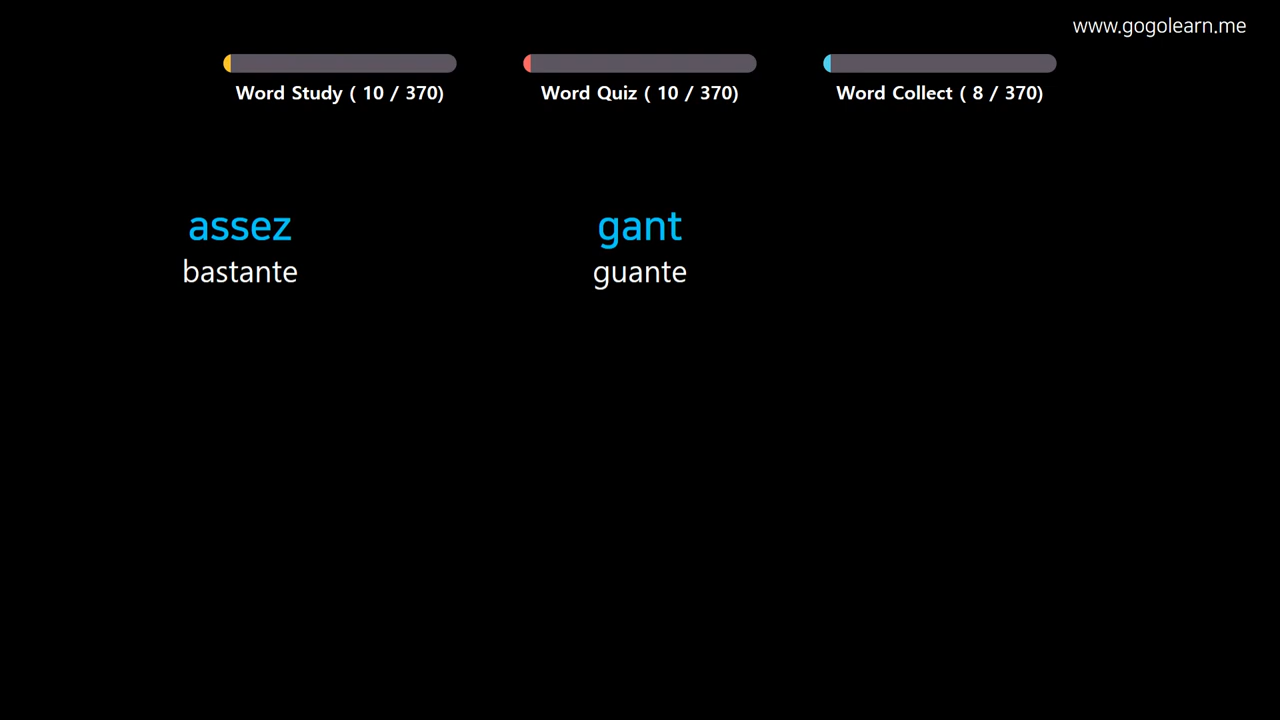 www.gogolearn.me
Word Study ( 10 / 370)
Word Quiz ( 10 / 370)
Word Collect ( 8 / 370)
assez
bastante
gant
guante